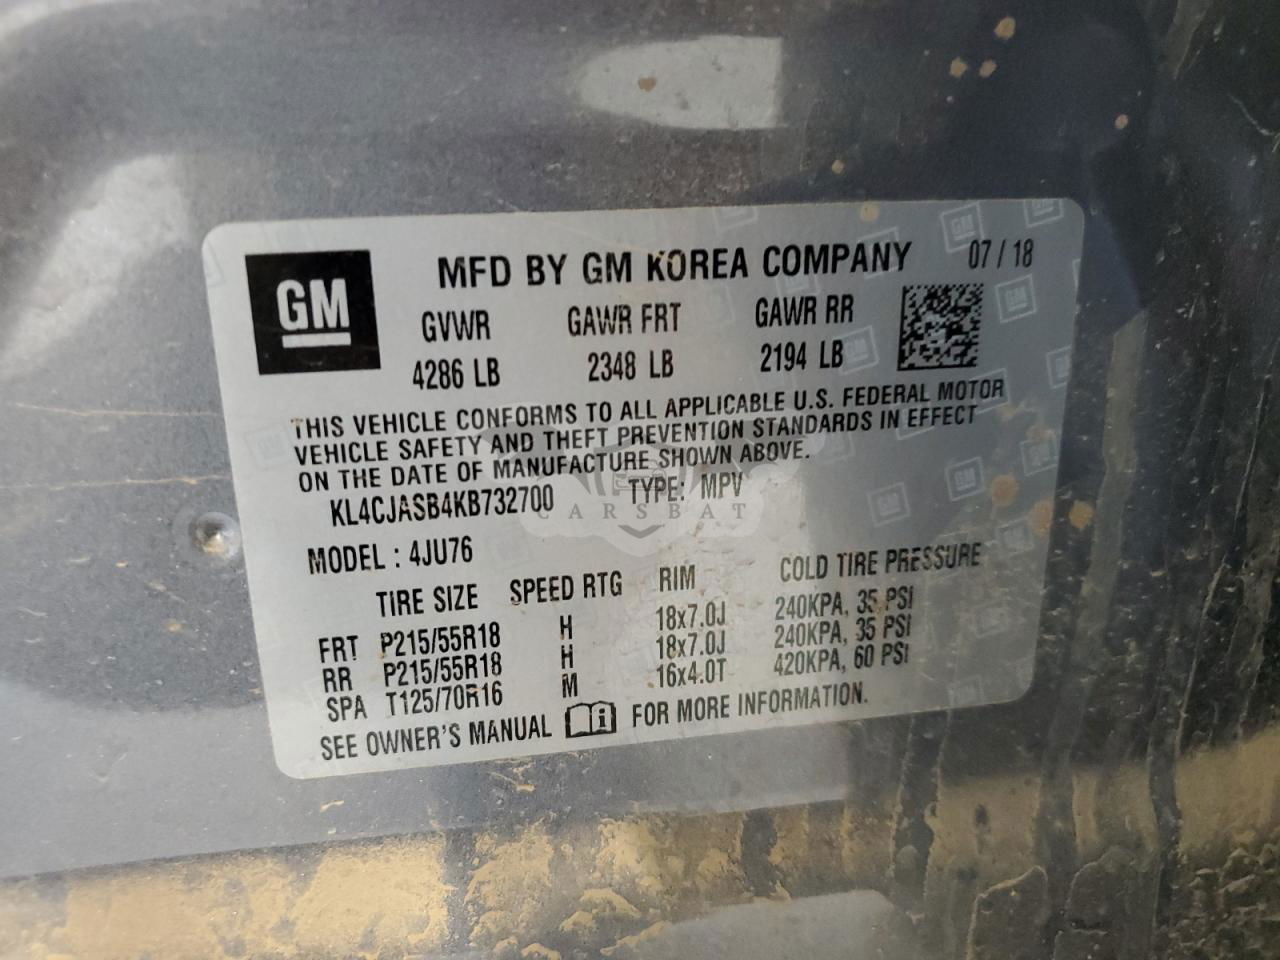 GM
MFD BY GM KOREA COMPANY 07 / 18
GVWR GAWR FRT GAWR RR
4286 LB 2348 LB 2194 LB
THIS VEHICLE CONFORMS TO ALL APPLICABLE U.S. FEDERAL MOTOR
VEHICLE SAFETY AND THEFT PREVENTION STANDARDS IN EFFECT
ON THE DATE OF MANUFACTURE SHOWN ABOVE.
KL4CJASB4KB732700 TYPE: MPV
CARSBAT
MODEL : 4JU76
TIRE SIZE SPEED RTG RIM COLD TIRE PRESSURE
FRT P215/55R18 H 18x7.0J 240KPA, 35 PSI
RR P215/55R18 H 18x7.0J 240KPA, 35 PSI
SPA T125/70R16 M 16x4.0T 420KPA, 60 PSI
SEE OWNER'S MANUAL i FOR MORE INFORMATION.